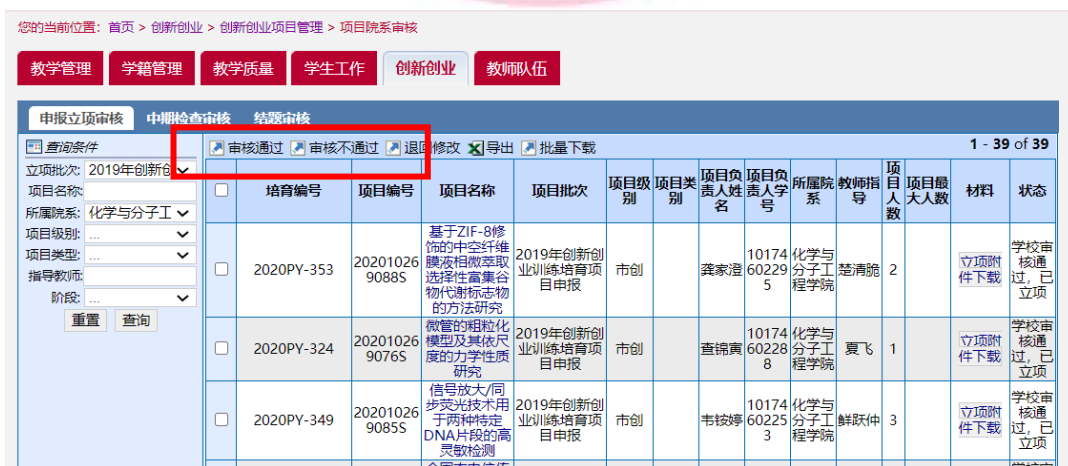 您的当前位置：首页 > 创新创业 > 创新创业项目管理 > 项目院系审核
教学管理 学籍管理 教学质量 学生工作 创新创业 教师队伍
申报立项审核 中期检查审核 结题审核
查询条件
立项批次: 2019年创新创
项目名称:
所属院系: 化学与分子工
项目级别: ...
项目类型: ...
指导教师:
阶段: ...
重置 查询
审核通过 审核不通过 退回修改 导出 批量下载 1 - 39 of 39
培育编号 项目编号 项目名称 项目批次 项目级别 项目类别 项目负责人姓名 项目负责人学号 所属院系 教师指导 项目人数 项目最大人数 材料 状态
2020PY-353
20201026
9088S
基于ZIF-8修
饰的中空纤维
膜液相微萃取
选择性富集谷
物代谢标志物
的方法研究
2019年创新创
业训练培育项
目申报
市创
龚家澄
10174
60229
5
化学与
分子工
程学院
楚清脆
2
立项附
件下载
学校审
核通
过，已
立项
2020PY-324
20201026
9076S
微管的粗粒化
模型及其依尺
度的力学性质
研究
2019年创新创
业训练培育项
目申报
市创
查锦寅
10174
60228
8
化学与
分子工
程学院
夏飞
1
立项附
件下载
学校审
核通
过，已
立项
2020PY-349
20201026
9085S
信号放大/同
步荧光技术用
于两种特定
DNA片段的高
灵敏检测
2019年创新创
业训练培育项
目申报
市创
韦铵婷
10174
60225
3
化学与
分子工
程学院
鲜跃仲
3
立项附
件下载
学校审
核通
过，已
立项